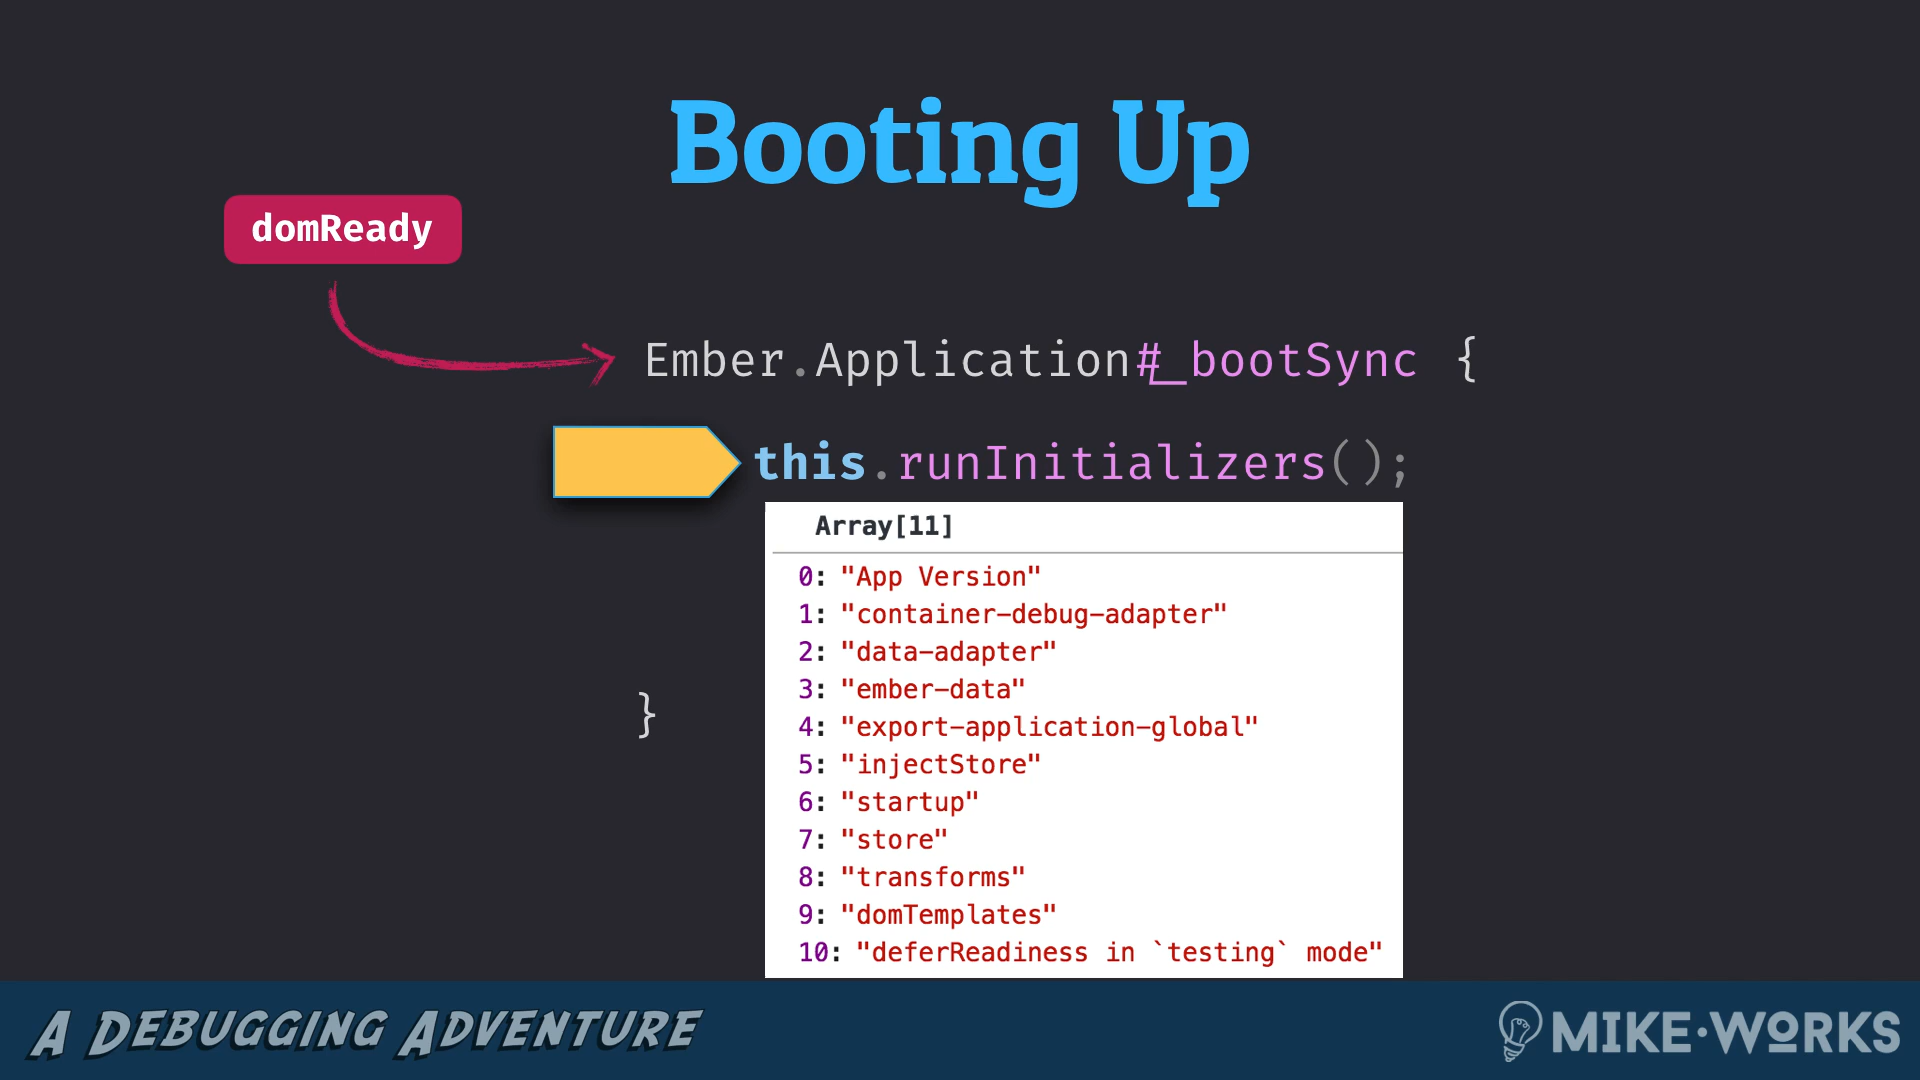 Booting Up
domReady
Ember.Application#_bootSync {
this.runInitializers();
Array[11]
0: "App Version"
1: "container-debug-adapter"
2: "data-adapter"
3: "ember-data"
4: "export-application-global"
5: "injectStore"
6: "startup"
7: "store"
8: "transforms"
9: "domTemplates"
10: "deferReadiness in `testing` mode"
}
A DEBUGGING ADVENTURE
MIKE·WORKS